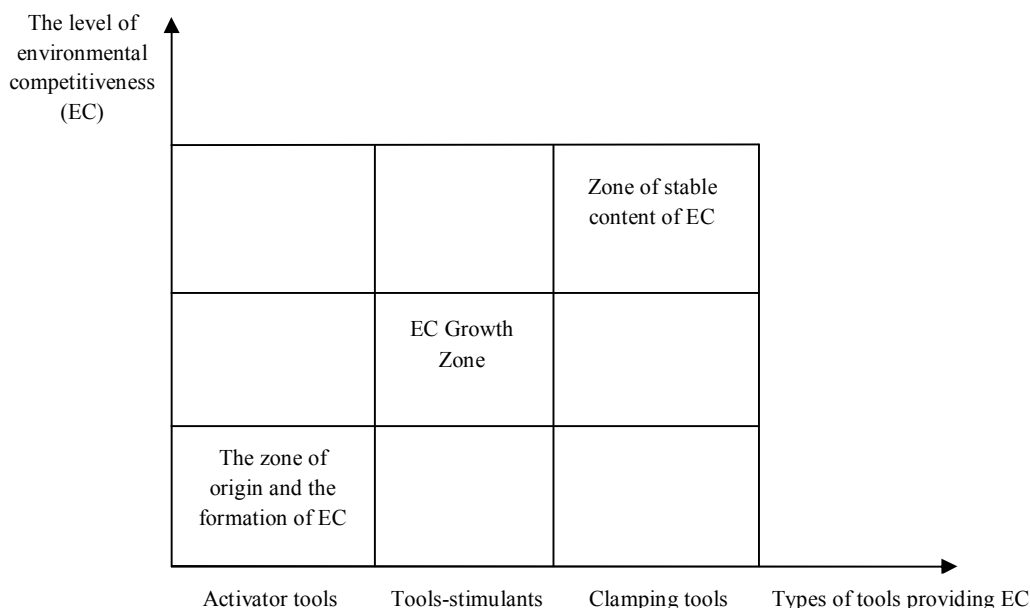 The level of
environmental
competitiveness
(EC)
Zone of stable
content of EC
EC Growth
Zone
The zone of
origin and the
formation of EC
Activator tools
Tools-stimulants
Clamping tools
Types of tools providing EC